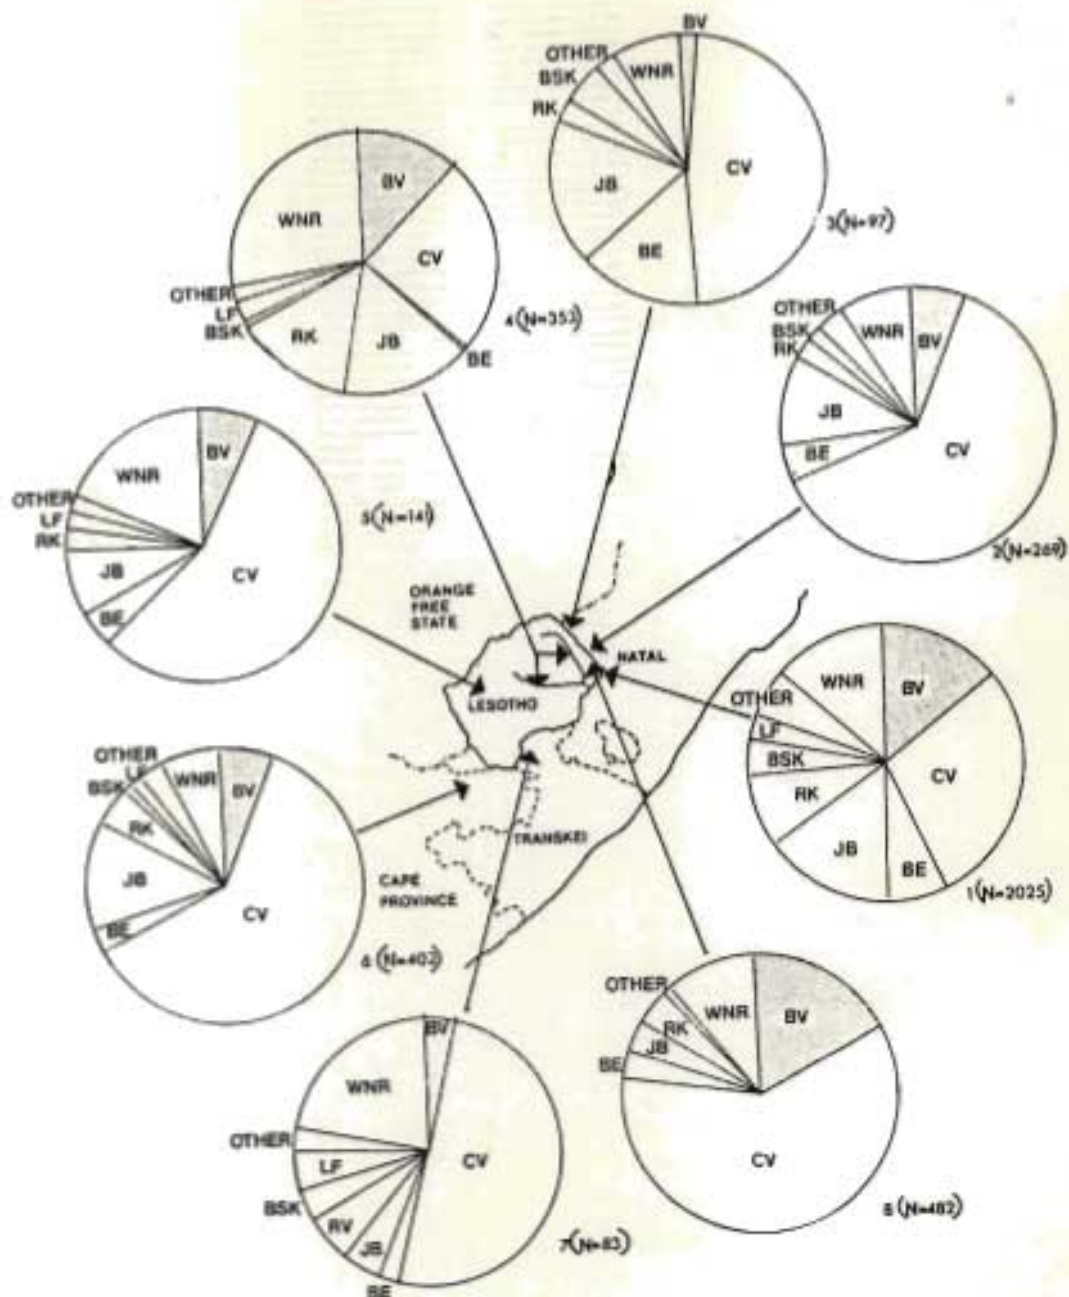 BV
OTHER
WNR
BSK
RK
CV
JB
BE
3(N=97)
BV
WNR
CV
OTHER
LF
BSK
RK
JB
BE
4(N=353)
OTHER
BSK
RK
WNR
BV
JB
BE
CV
2(N=269)
BV
WNR
OTHER
LF
RK
JB
BE
CV
5(N=141)
ORANGE
FREE
STATE
NATAL
LESOTHO
TRANSKEI
CAPE
PROVINCE
WNR
BV
OTHER
LF
BSK
RK
JB
BE
CV
1(N=2025)
OTHER
LF
BSK
WNR
BV
RK
JB
BE
CV
6(N=403)
OTHER
WNR
BV
RK
JB
BE
CV
8(N=482)
BV
WNR
OTHER
LF
BSK
RV
JB
BE
CV
7(N=83)